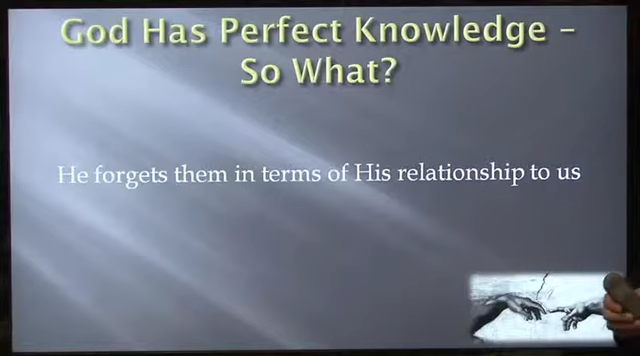 God Has Perfect Knowledge –
So What?
He forgets them in terms of His relationship to us